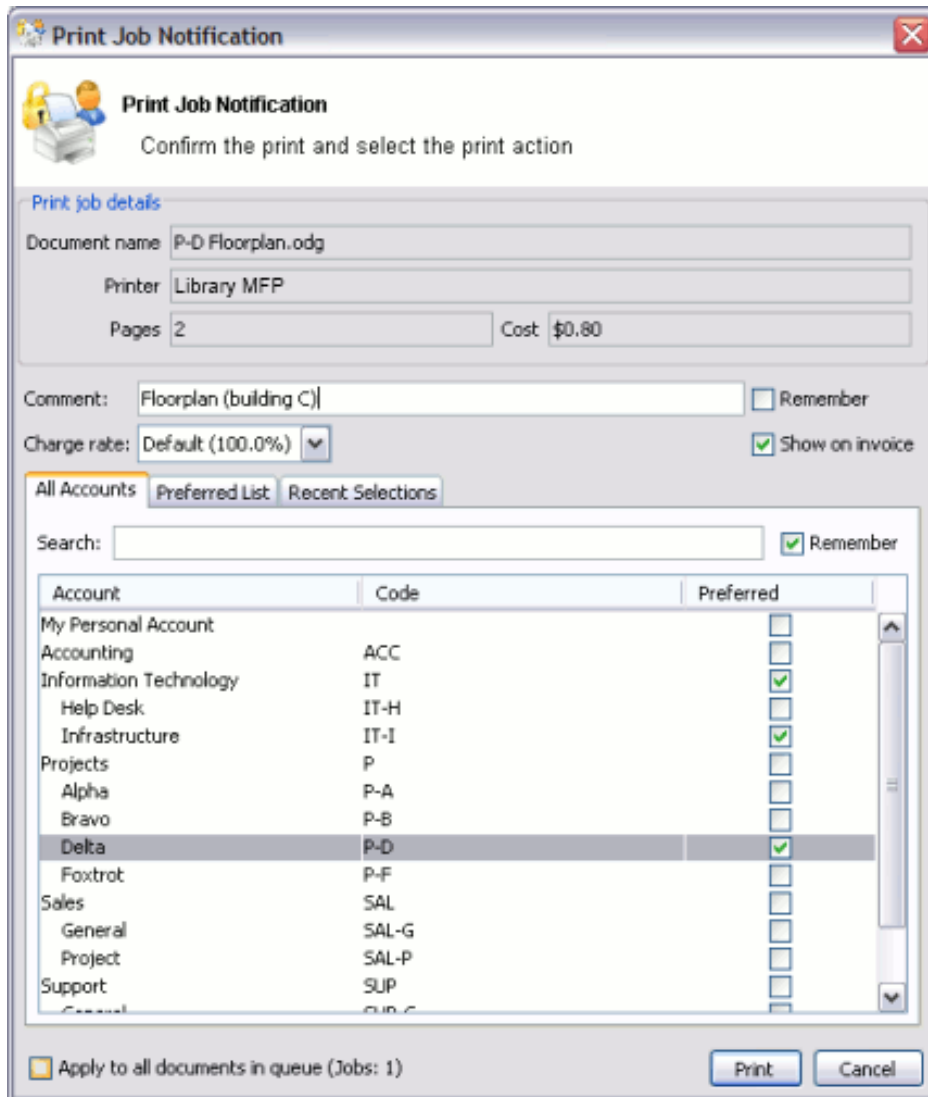 Print Job Notification
Print Job Notification
Confirm the print and select the print action
Print job details
Document name P-D Floorplan.odg
Printer Library MFP
Pages 2 Cost $0.80
Comment: Floorplan (building C) Remember
Charge rate: Default (100.0%) Show on invoice
All Accounts Preferred List Recent Selections
Search: Remember
Account Code Preferred
My Personal Account
Accounting ACC
Information Technology IT
Help Desk IT-H
Infrastructure IT-I
Projects P
Alpha P-A
Bravo P-B
Delta P-D
Foxtrot P-F
Sales SAL
General SAL-G
Project SAL-P
Support SUP
Apply to all documents in queue (Jobs: 1) Print Cancel